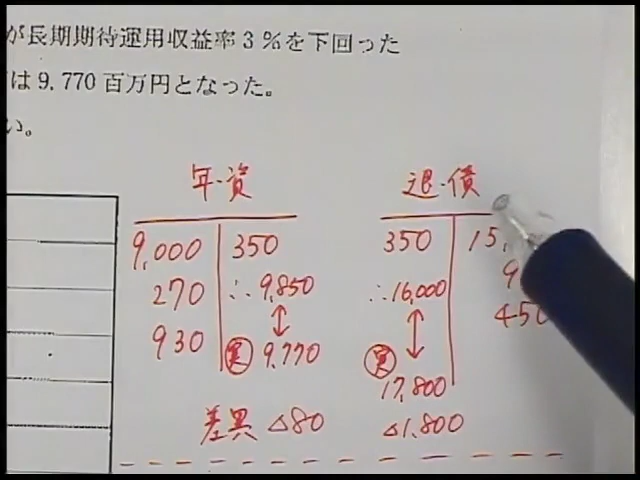 が長期期待運用収益率3%を下回った
は9,770百万円となった。
い。
年・資
退・債
9,000 350
350 15,
270 ∴9,850
∴16,000 9
930
450
実 9,770
実
17,800
差異 △80 △1,800